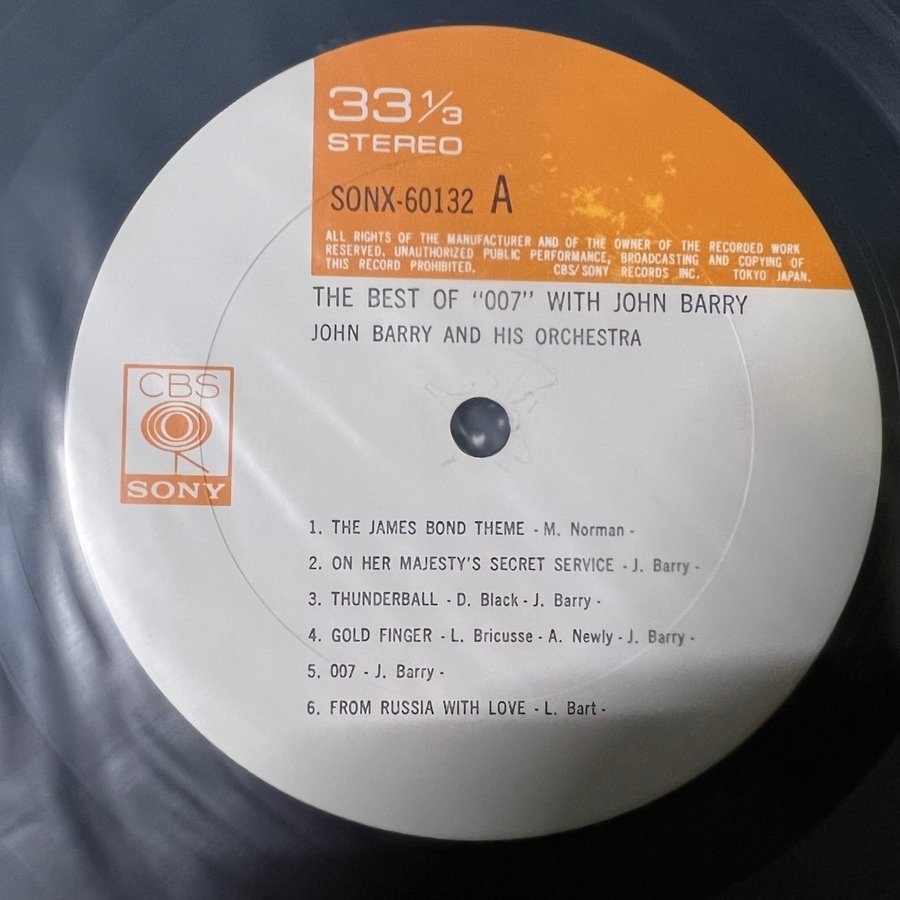 33 1/3
STEREO
SONX-60132 A
ALL RIGHTS OF THE MANUFACTURER AND OF THE OWNER OF THE RECORDED WORK
RESERVED. UNAUTHORIZED PUBLIC PERFORMANCE, BROADCASTING AND COPYING OF
THIS RECORD PROHIBITED. CBS/SONY RECORDS INC. TOKYO JAPAN.
THE BEST OF "007" WITH JOHN BARRY
JOHN BARRY AND HIS ORCHESTRA
CBS
SONY
1. THE JAMES BOND THEME - M. Norman -
2. ON HER MAJESTY'S SECRET SERVICE - J. Barry -
3. THUNDERBALL - D. Black - J. Barry -
4. GOLD FINGER - L. Bricusse - A. Newly - J. Barry -
5. 007 - J. Barry -
6. FROM RUSSIA WITH LOVE - L. Bart -